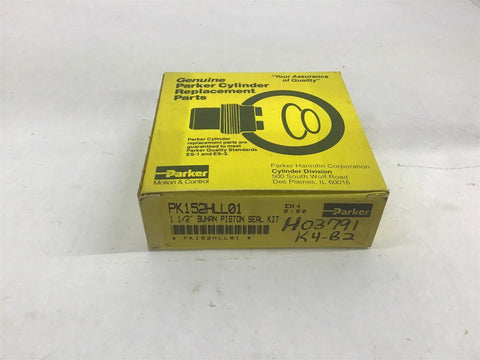 Genuine
Parker Cylinder
Replacement
Parts
"Your Assurance
of Quality"
Parker Cylinder
replacement parts are
guaranteed to meet
Parker Quality Standards
ES-1 and ES-2.
Parker Hannifin Corporation
Cylinder Division
500 South Wolf Road
Des Plaines, IL 60016
Parker
Motion & Control
PK152HLL01
1 1/2" BUNAN PISTON SEAL KIT
* PK152HLL01 *
Parker
H03791
K4-B2